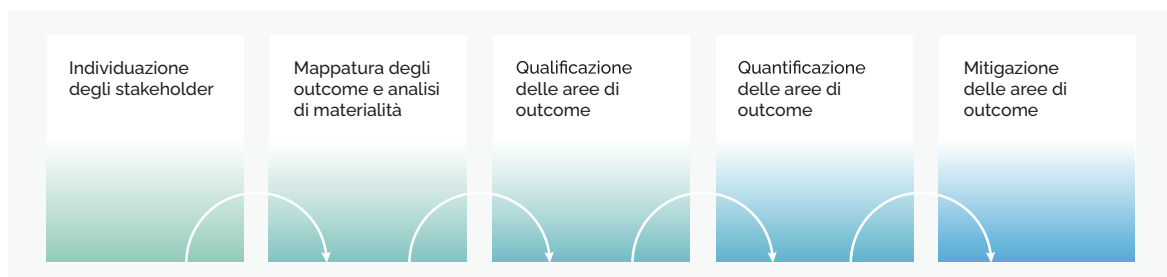 Individuazione
degli stakeholder
Mappatura degli
outcome e analisi
di materialità
Qualificazione
delle aree di
outcome
Quantificazione
delle aree di
outcome
Mitigazione
delle aree di
outcome